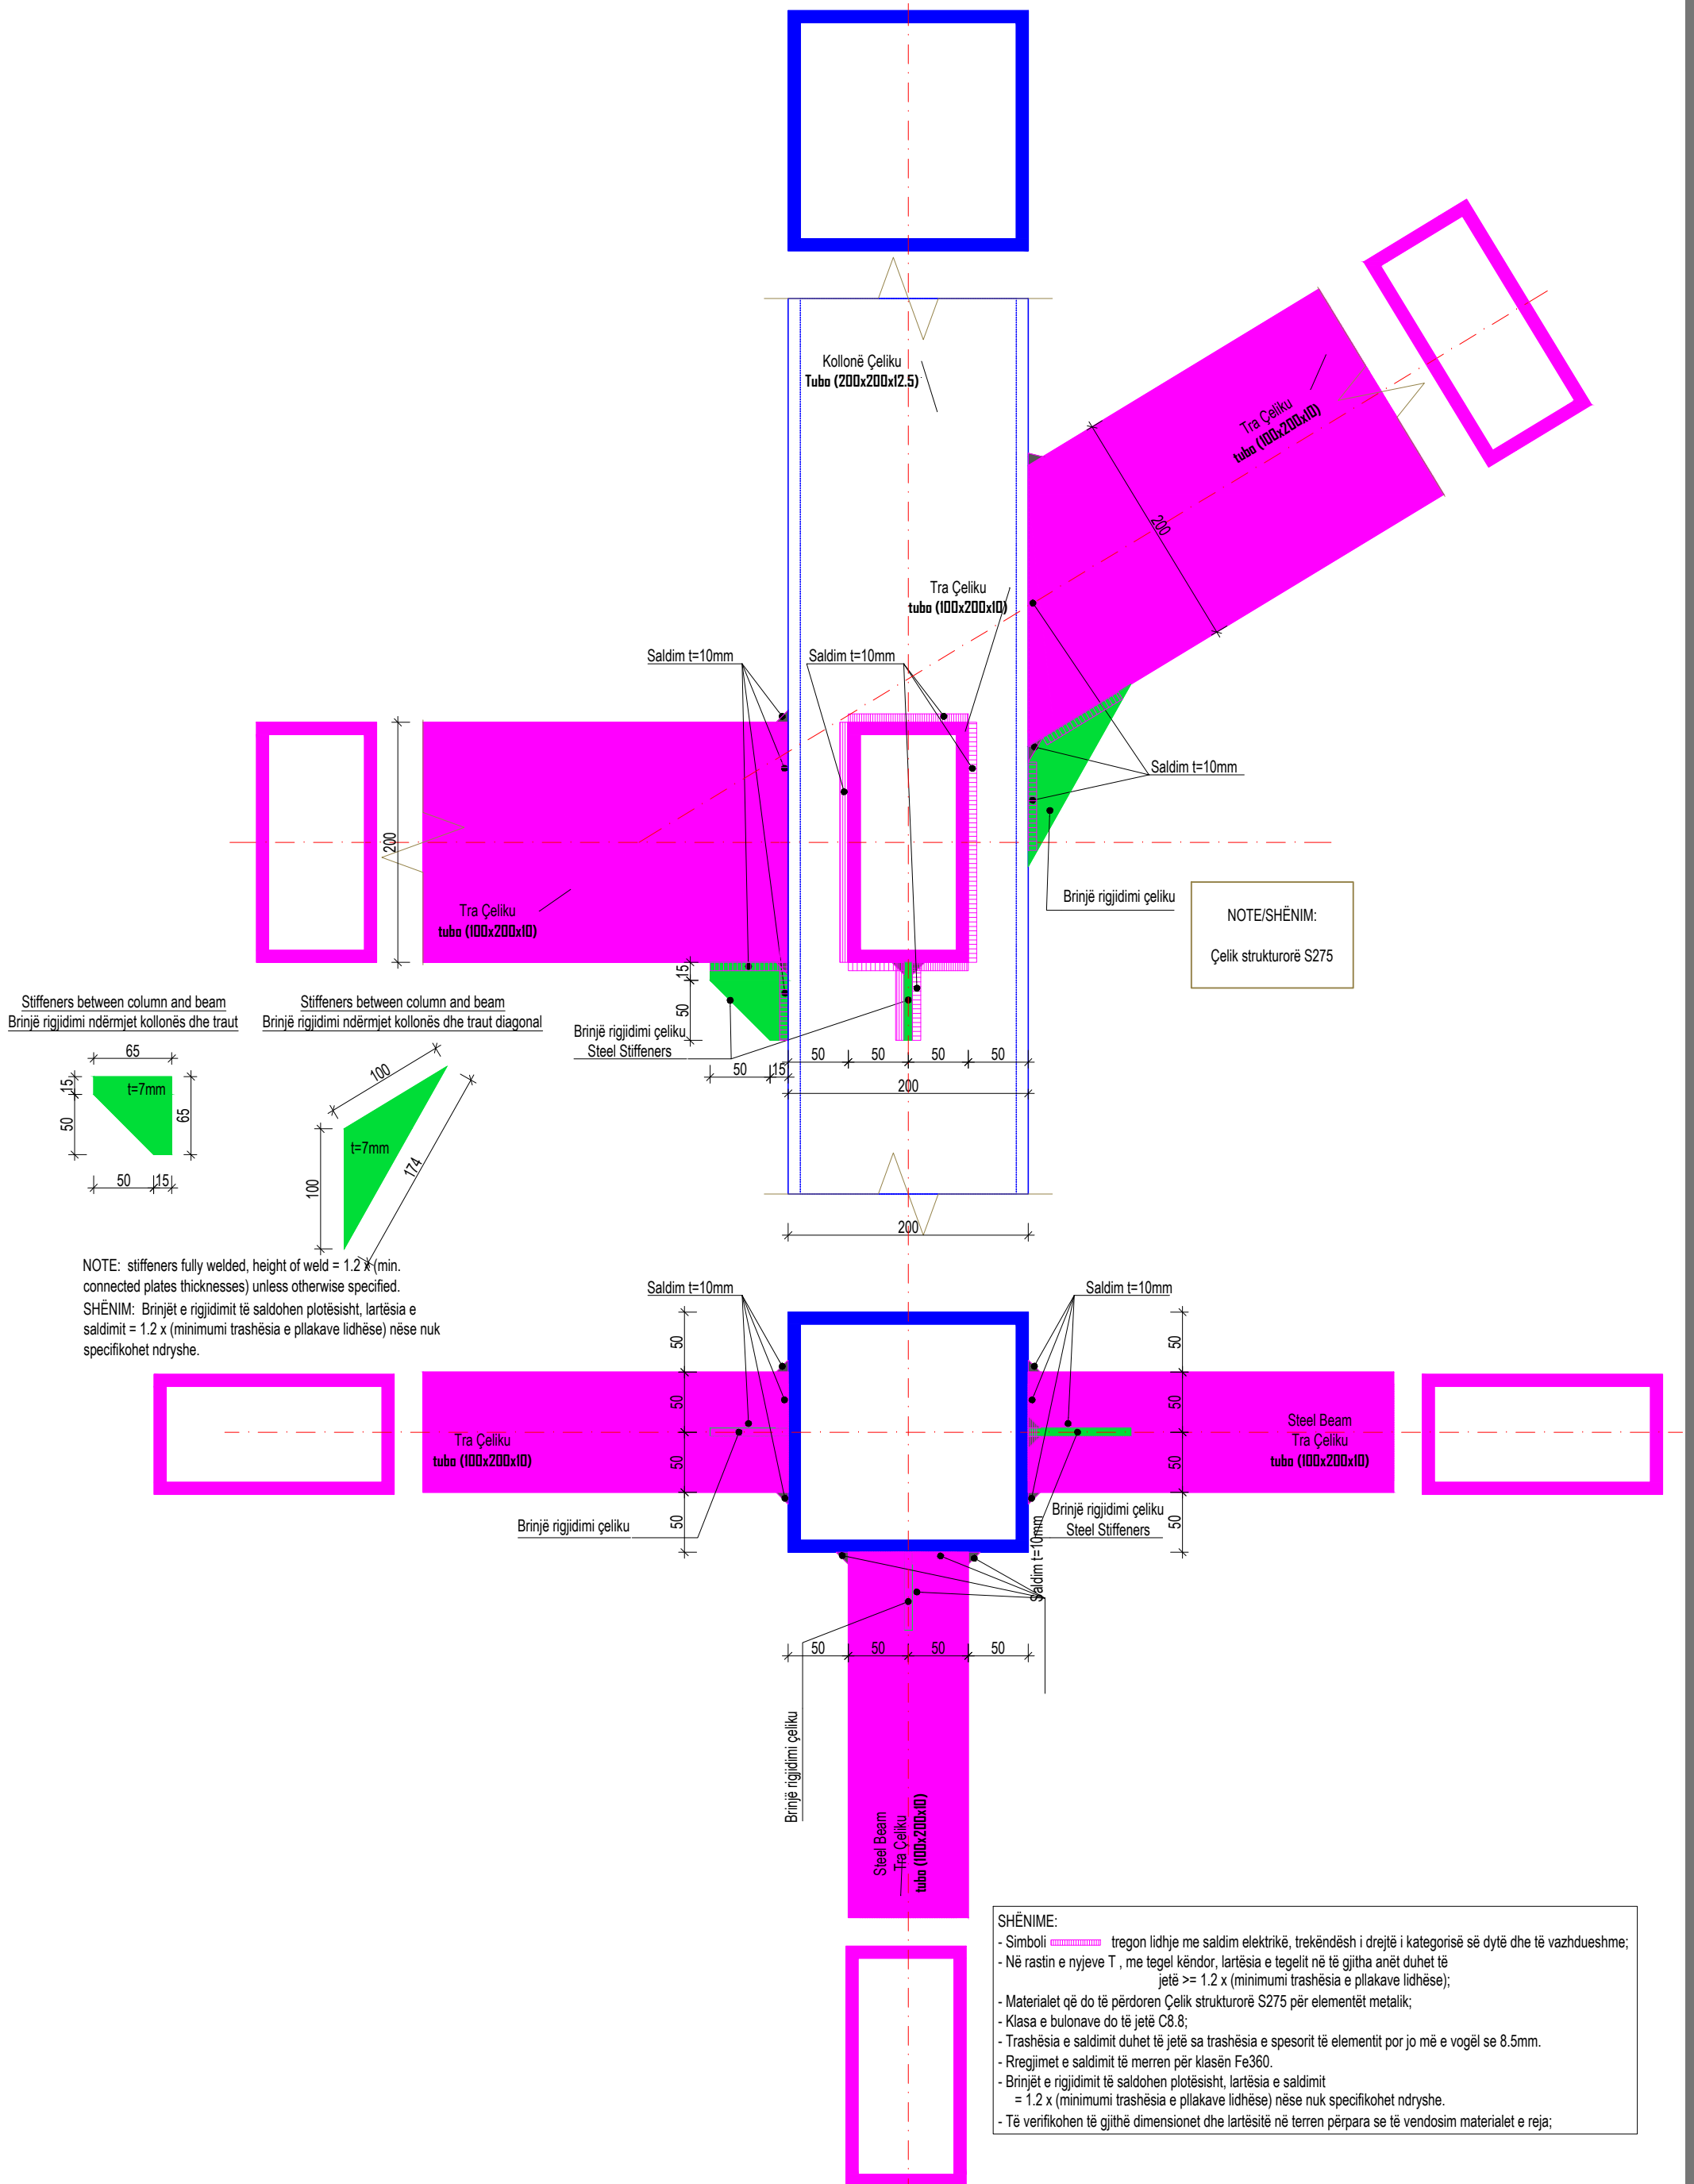 Kollonë Çeliku
Tubo (200x200x12.5)
Tra Çeliku
tubo (100x200x10)
200
Tra Çeliku
tubo (100x200x10)
Saldim t=10mm
Saldim t=10mm
Saldim t=10mm
200
Tra Çeliku
tubo (100x200x10)
Brinjë rigjidimi çeliku
NOTE/SHËNIM:
Çelik strukturorë S275
15
50
Brinjë rigjidimi çeliku
Steel Stiffeners
50
15
50
50
50
50
200
200
Stiffeners between column and beam
Brinjë rigjidimi ndërmjet kollonës dhe traut
65
15
50
t=7mm
65
50
15
Stiffeners between column and beam
Brinjë rigjidimi ndërmjet kollonës dhe traut diagonal
100
t=7mm
100
174
NOTE:  stiffeners fully welded, height of weld = 1.2 x (min.
connected plates thicknesses) unless otherwise specified.
SHËNIM:  Brinjët e rigjidimit të saldohen plotësisht, lartësia e
saldimit = 1.2 x (minimumi trashësia e pllakave lidhëse) nëse nuk
specifikohet ndryshe.
Saldim t=10mm
Saldim t=10mm
50
50
50
50
50
50
50
50
Tra Çeliku
tubo (100x200x10)
Steel Beam
Tra Çeliku
tubo (100x200x10)
Brinjë rigjidimi çeliku
Brinjë rigjidimi çeliku
Steel Stiffeners
Saldim t=10mm
50
50
50
50
Brinjë rigjidimi çeliku
Steel Beam
Tra Çeliku
tubo (100x200x10)
SHËNIME:
- Simboli tregon lidhje me saldim elektrikë, trekëndësh i drejtë i kategorisë së dytë dhe të vazhdueshme;
- Në rastin e nyjeve T , me tegel këndor, lartësia e tegelit në të gjitha anët duhet të
jetë >= 1.2 x (minimumi trashësia e pllakave lidhëse);
- Materialet që do të përdoren Çelik strukturorë S275 për elementët metalik;
- Klasa e bulonave do të jetë C8.8;
- Trashësia e saldimit duhet të jetë sa trashësia e spesorit të elementit por jo më e vogël se 8.5mm.
- Rregjimet e saldimit të merren për klasën Fe360.
- Brinjët e rigjidimit të saldohen plotësisht, lartësia e saldimit
= 1.2 x (minimumi trashësia e pllakave lidhëse) nëse nuk specifikohet ndryshe.
- Të verifikohen të gjithë dimensionet dhe lartësitë në terren përpara se të vendosim materialet e reja;